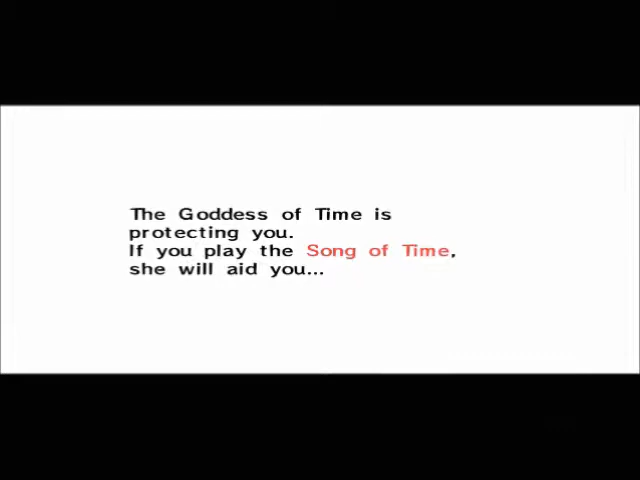 The Goddess of Time is
protecting you.
If you play the Song of Time,
she will aid you...